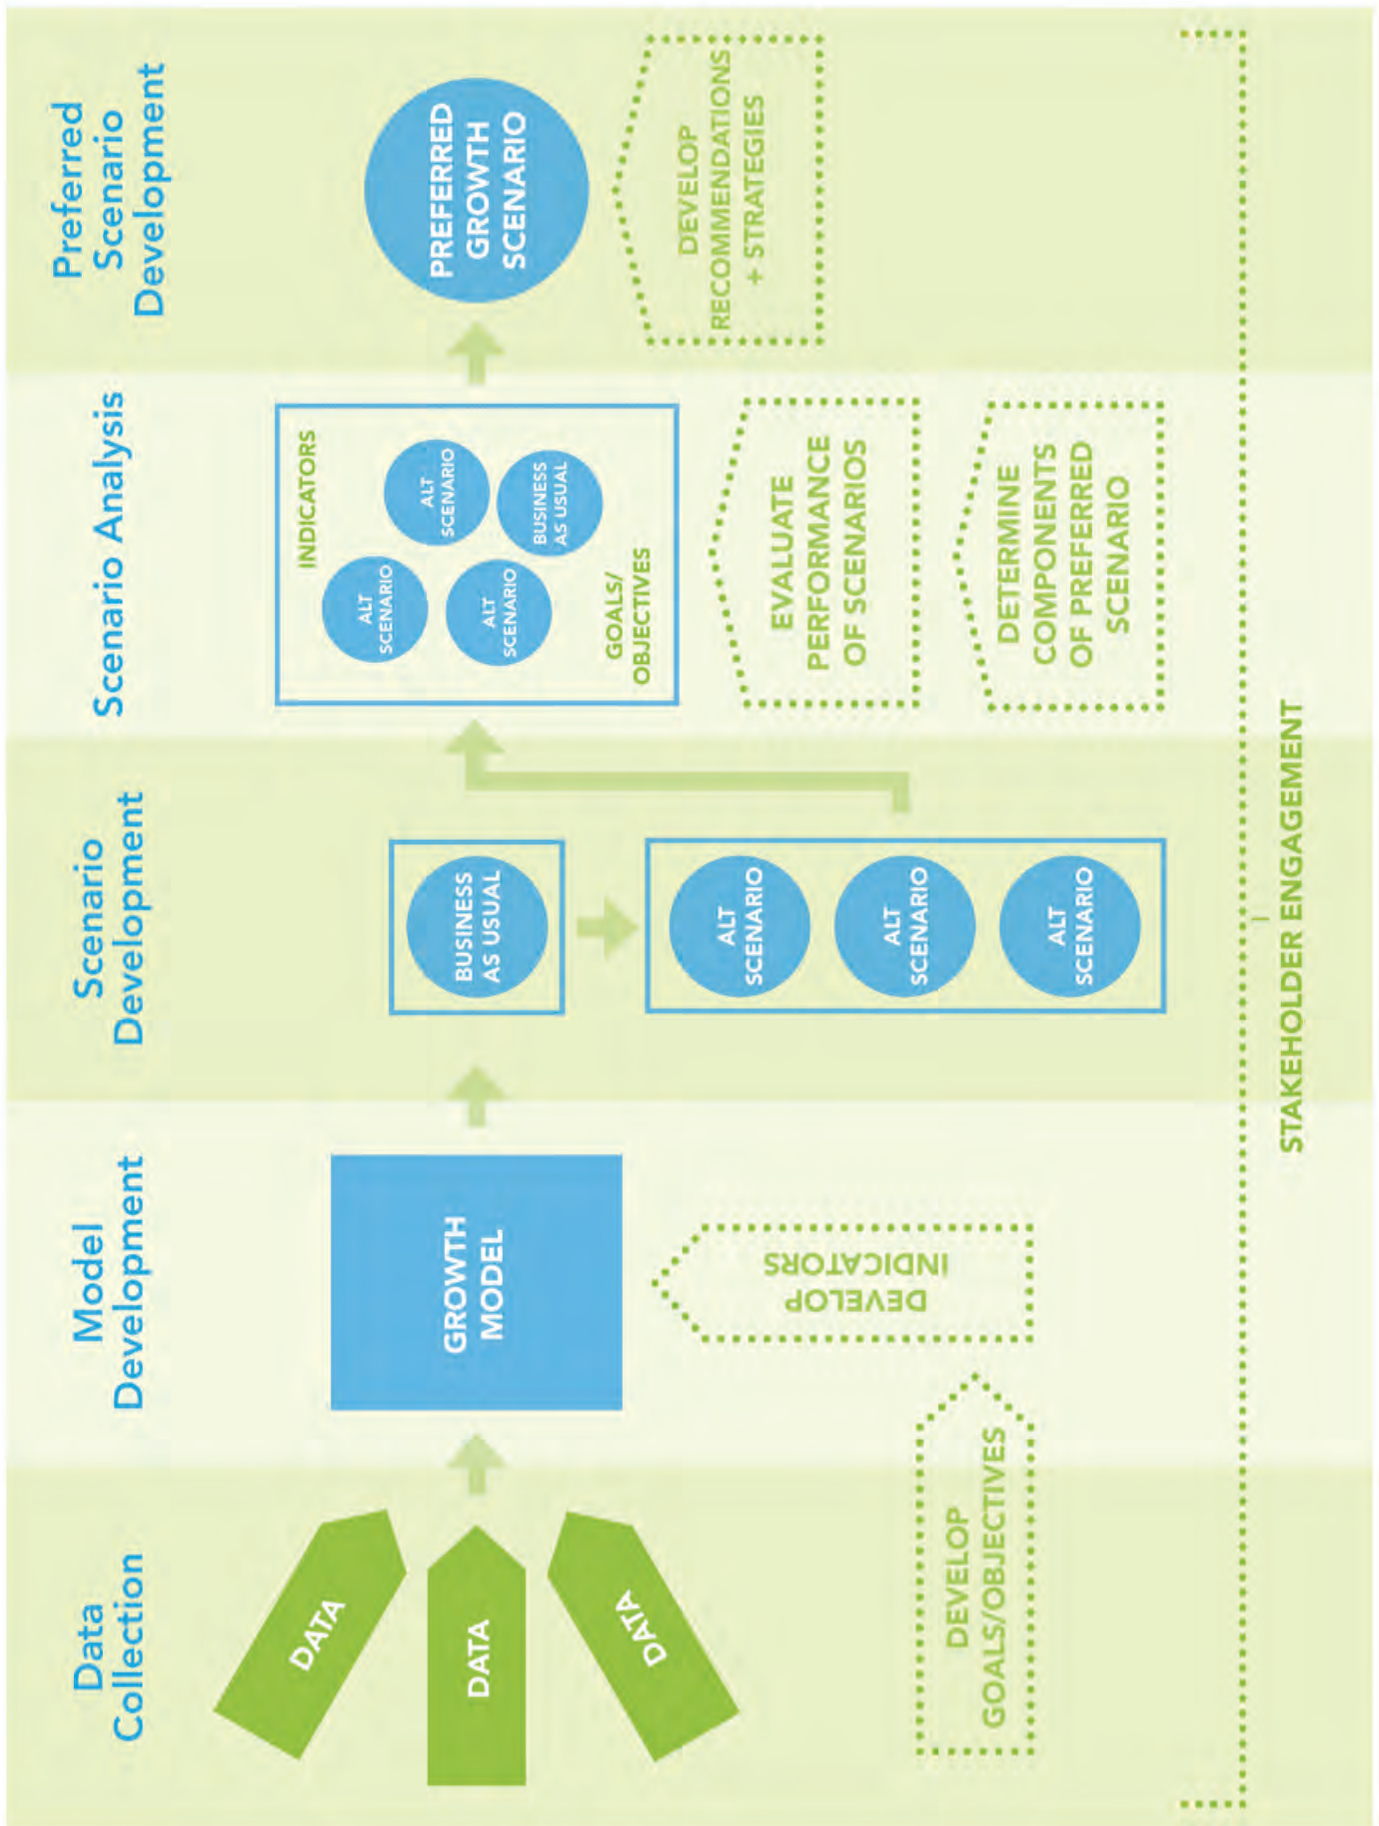 Data
Collection
Model
Development
Scenario
Development
Scenario Analysis
Preferred
Scenario
Development
DATA
DATA
DATA
GROWTH
MODEL
BUSINESS
AS USUAL
ALT
SCENARIO
ALT
SCENARIO
ALT
SCENARIO
INDICATORS
ALT
SCENARIO
ALT
SCENARIO
ALT
SCENARIO
BUSINESS
AS USUAL
GOALS/
OBJECTIVES
PREFERRED
GROWTH
SCENARIO
DEVELOP
GOALS/OBJECTIVES
DEVELOP
INDICATORS
EVALUATE
PERFORMANCE
OF SCENARIOS
DETERMINE
COMPONENTS
OF PREFERRED
SCENARIO
DEVELOP
RECOMMENDATIONS
+ STRATEGIES
STAKEHOLDER ENGAGEMENT